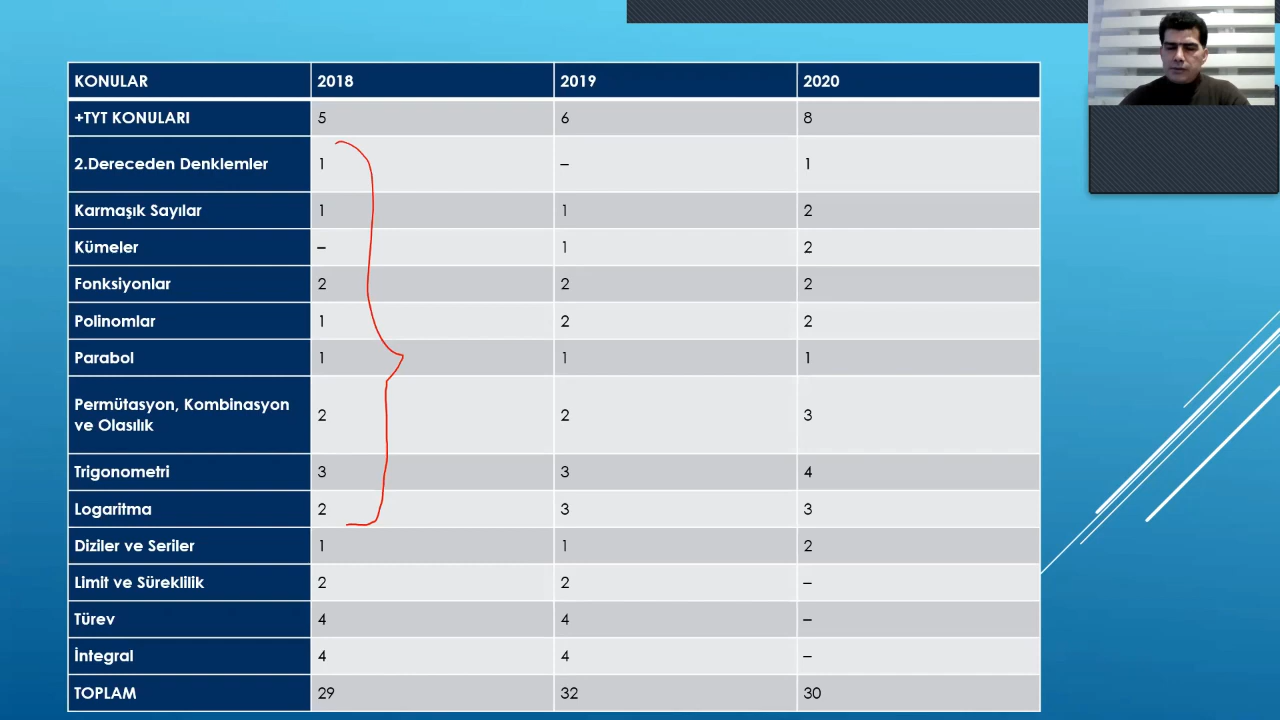 KONULAR 2018 2019 2020
+TYT KONULARI 5 6 8
2.Dereceden Denklemler 1 – 1
Karmaşık Sayılar 1 1 2
Kümeler – 1 2
Fonksiyonlar 2 2 2
Polinomlar 1 2 2
Parabol 1 1 1
Permütasyon, Kombinasyon
ve Olasılık 2 2 3
Trigonometri 3 3 4
Logaritma 2 3 3
Diziler ve Seriler 1 1 2
Limit ve Süreklilik 2 2 –
Türev 4 4 –
İntegral 4 4 –
TOPLAM 29 32 30